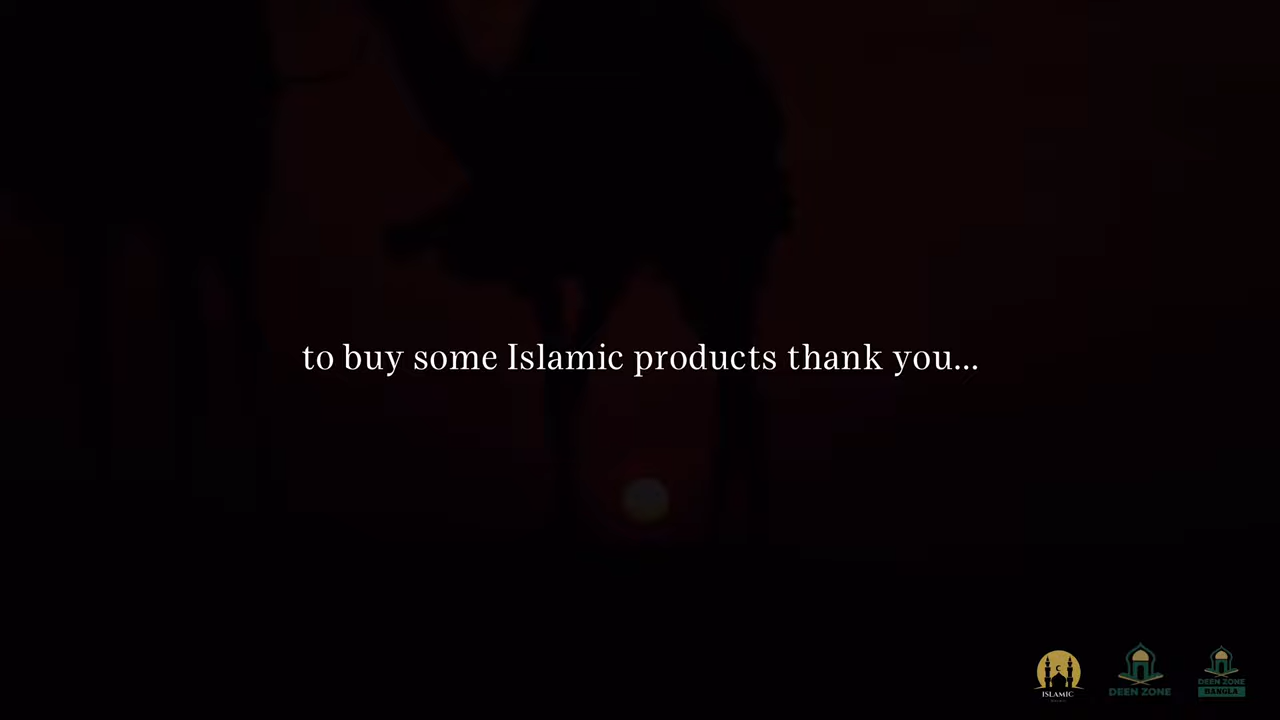 to buy some Islamic products thank you...
ISLAMIC
DEEN ZONE
DEEN ZONE
BANGLA